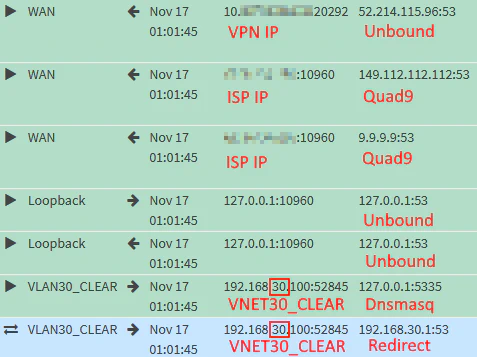 WAN Nov 17 10. 20292 52.214.115.96:53
01:01:45 VPN IP Unbound
WAN Nov 17 :10960 149.112.112.112:53
01:01:45 ISP IP Quad9
WAN Nov 17 :10960 9.9.9.9:53
01:01:45 ISP IP Quad9
Loopback Nov 17 127.0.0.1:10960 127.0.0.1:53
01:01:45 Unbound
Loopback Nov 17 127.0.0.1:10960 127.0.0.1:53
01:01:45 Unbound
VLAN30_CLEAR Nov 17 192.168.30.100:52845 127.0.0.1:5335
01:01:45 VNET30_CLEAR Dnsmasq
VLAN30_CLEAR Nov 17 192.168.30.100:52845 192.168.30.1:53
01:01:45 VNET30_CLEAR Redirect